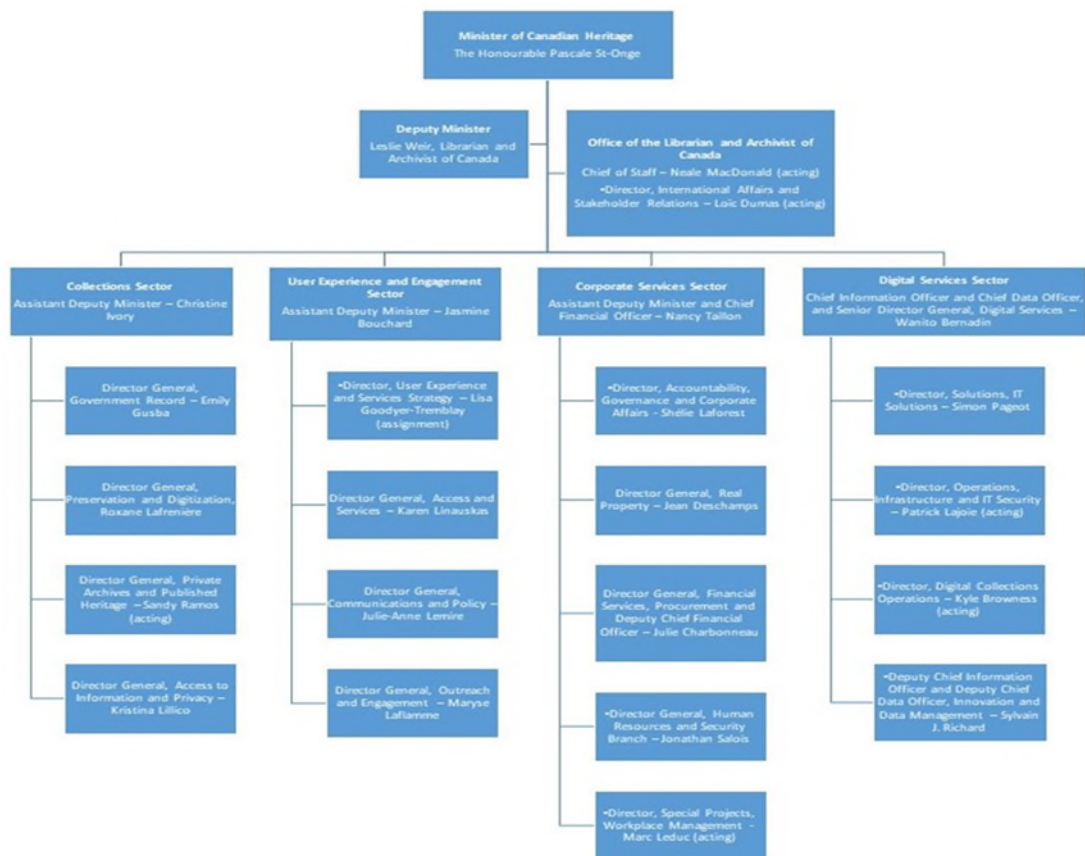 Minister of Canadian Heritage
The Honourable Pascale St-Onge
Deputy Minister
Leslie Weir, Librarian and
Archivist of Canada
Office of the Librarian and Archivist of
Canada
Chief of Staff – Neale MacDonald (acting)
•Director, International Affairs and
Stakeholder Relations – Loïc Dumas (acting)
Collections Sector
Assistant Deputy Minister – Christine
Ivory
Director General,
Government Record – Emily
Gusba
Director General,
Preservation and Digitization,
Roxane Lafrenière
Director General, Private
Archives and Published
Heritage – Sandy Ramos
(acting)
Director General, Access to
Information and Privacy –
Kristina Lillico
User Experience and Engagement
Sector
Assistant Deputy Minister – Jasmine
Bouchard
•Director, User Experience
and Services Strategy – Lisa
Goodyer-Tremblay
(assignment)
Director General, Access and
Services – Karen Linauskas
Director General,
Communications and Policy –
Julie-Anne Lemire
Director General, Outreach
and Engagement – Maryse
Laflamme
Corporate Services Sector
Assistant Deputy Minister and Chief
Financial Officer – Nancy Taillon
•Director, Accountability,
Governance and Corporate
Affairs - Shélie Laforest
Director General, Real
Property – Jean Deschamps
Director General, Financial
Services, Procurement and
Deputy Chief Financial
Officer – Julie Charbonneau
•Director General, Human
Resources and Security
Branch – Jonathan Salois
•Director, Special Projects,
Workplace Management -
Marc Leduc (acting)
Digital Services Sector
Chief Information Officer and Chief Data Officer,
and Senior Director General, Digital Services –
Wanito Bernadin
•Director, Solutions, IT
Solutions – Simon Pageot
•Director, Operations,
Infrastructure and IT Security
– Patrick Lajoie (acting)
•Director, Digital Collections
Operations – Kyle Browness
(acting)
•Deputy Chief Information
Officer and Deputy Chief
Data Officer, Innovation and
Data Management – Sylvain
J. Richard